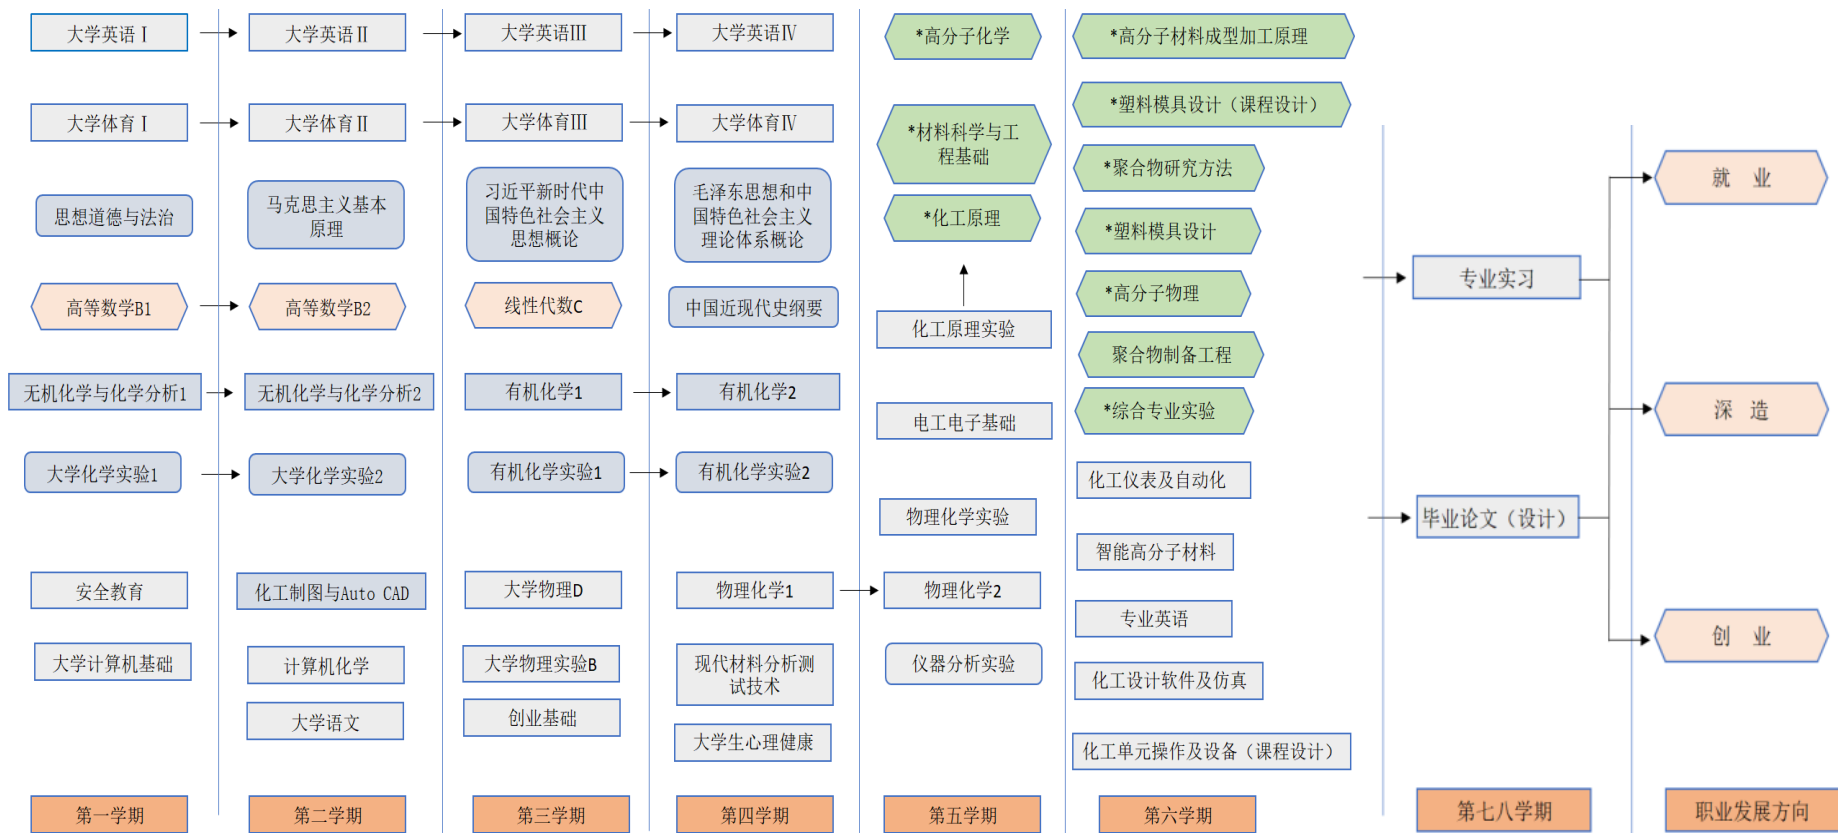 大学英语Ⅰ
大学体育Ⅰ
思想道德与法治
高等数学B1
无机化学与化学分析1
大学化学实验1
安全教育
大学计算机基础
第一学期
大学英语Ⅱ
大学体育Ⅱ
马克思主义基本
原理
高等数学B2
无机化学与化学分析2
大学化学实验2
化工制图与Auto CAD
计算机化学
大学语文
第二学期
大学英语Ⅲ
大学体育Ⅲ
习近平新时代中
国特色社会主义
思想概论
线性代数C
有机化学1
有机化学实验1
大学物理D
大学物理实验B
创业基础
第三学期
大学英语Ⅳ
大学体育Ⅳ
毛泽东思想和中
国特色社会主义
理论体系概论
中国近现代史纲要
有机化学2
有机化学实验2
物理化学1
现代材料分析测
试技术
大学生心理健康
第四学期
*高分子化学
*材料科学与工
程基础
*化工原理
化工原理实验
电工电子基础
物理化学实验
物理化学2
仪器分析实验
第五学期
*高分子材料成型加工原理
*塑料模具设计（课程设计）
*聚合物研究方法
*塑料模具设计
*高分子物理
聚合物制备工程
*综合专业实验
化工仪表及自动化
智能高分子材料
专业英语
化工设计软件及仿真
化工单元操作及设备（课程设计）
第六学期
专业实习
毕业论文（设计）
第七八学期
就 业
深 造
创 业
职业发展方向